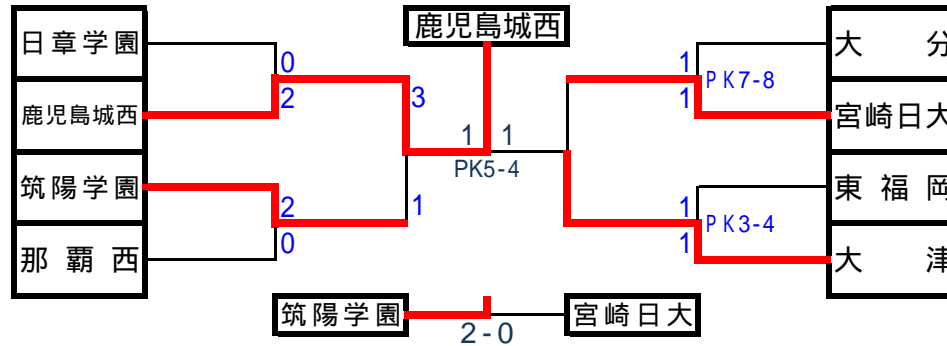 鹿児島城西
日章学園
大 分
0
1
PK7-8
2
3
1
鹿児島城西
宮崎日大
1 1
PK5-4
筑陽学園
東福岡
2
1
1
PK3-4
0
1
那覇西
大 津
筑陽学園
宮崎日大
2-0